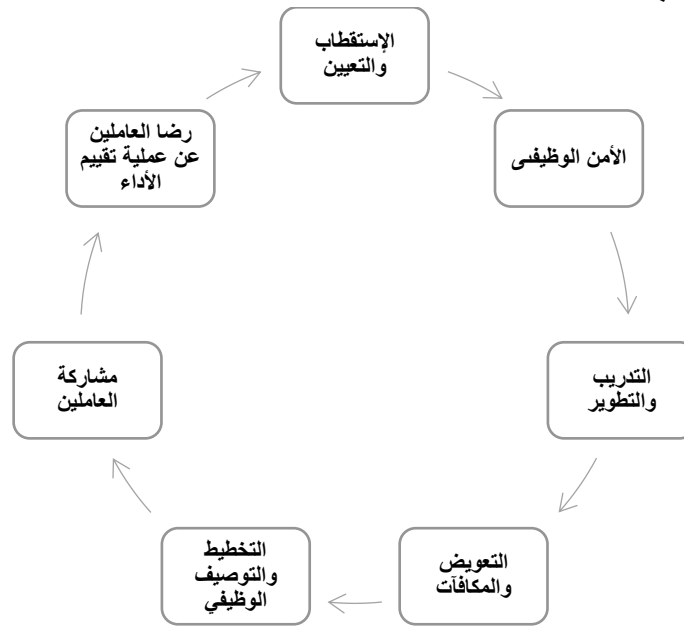 الإستقطاب
والتعيين
الأمن الوظيفى
التدريب
والتطوير
التعويض
والمكافآت
التخطيط
والتوصيف
الوظيفي
مشاركة
العاملين
رضا العاملين
عن عملية تقييم
الأداء